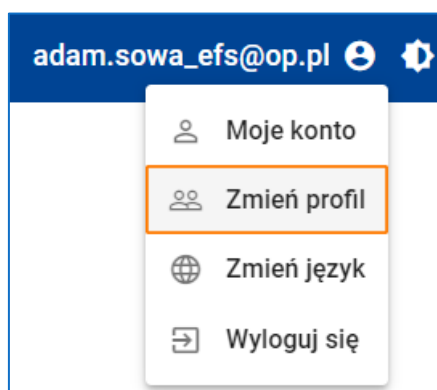 adam.sowa_efs@op.pl
Moje konto
Zmień profil
Zmień język
Wyloguj się